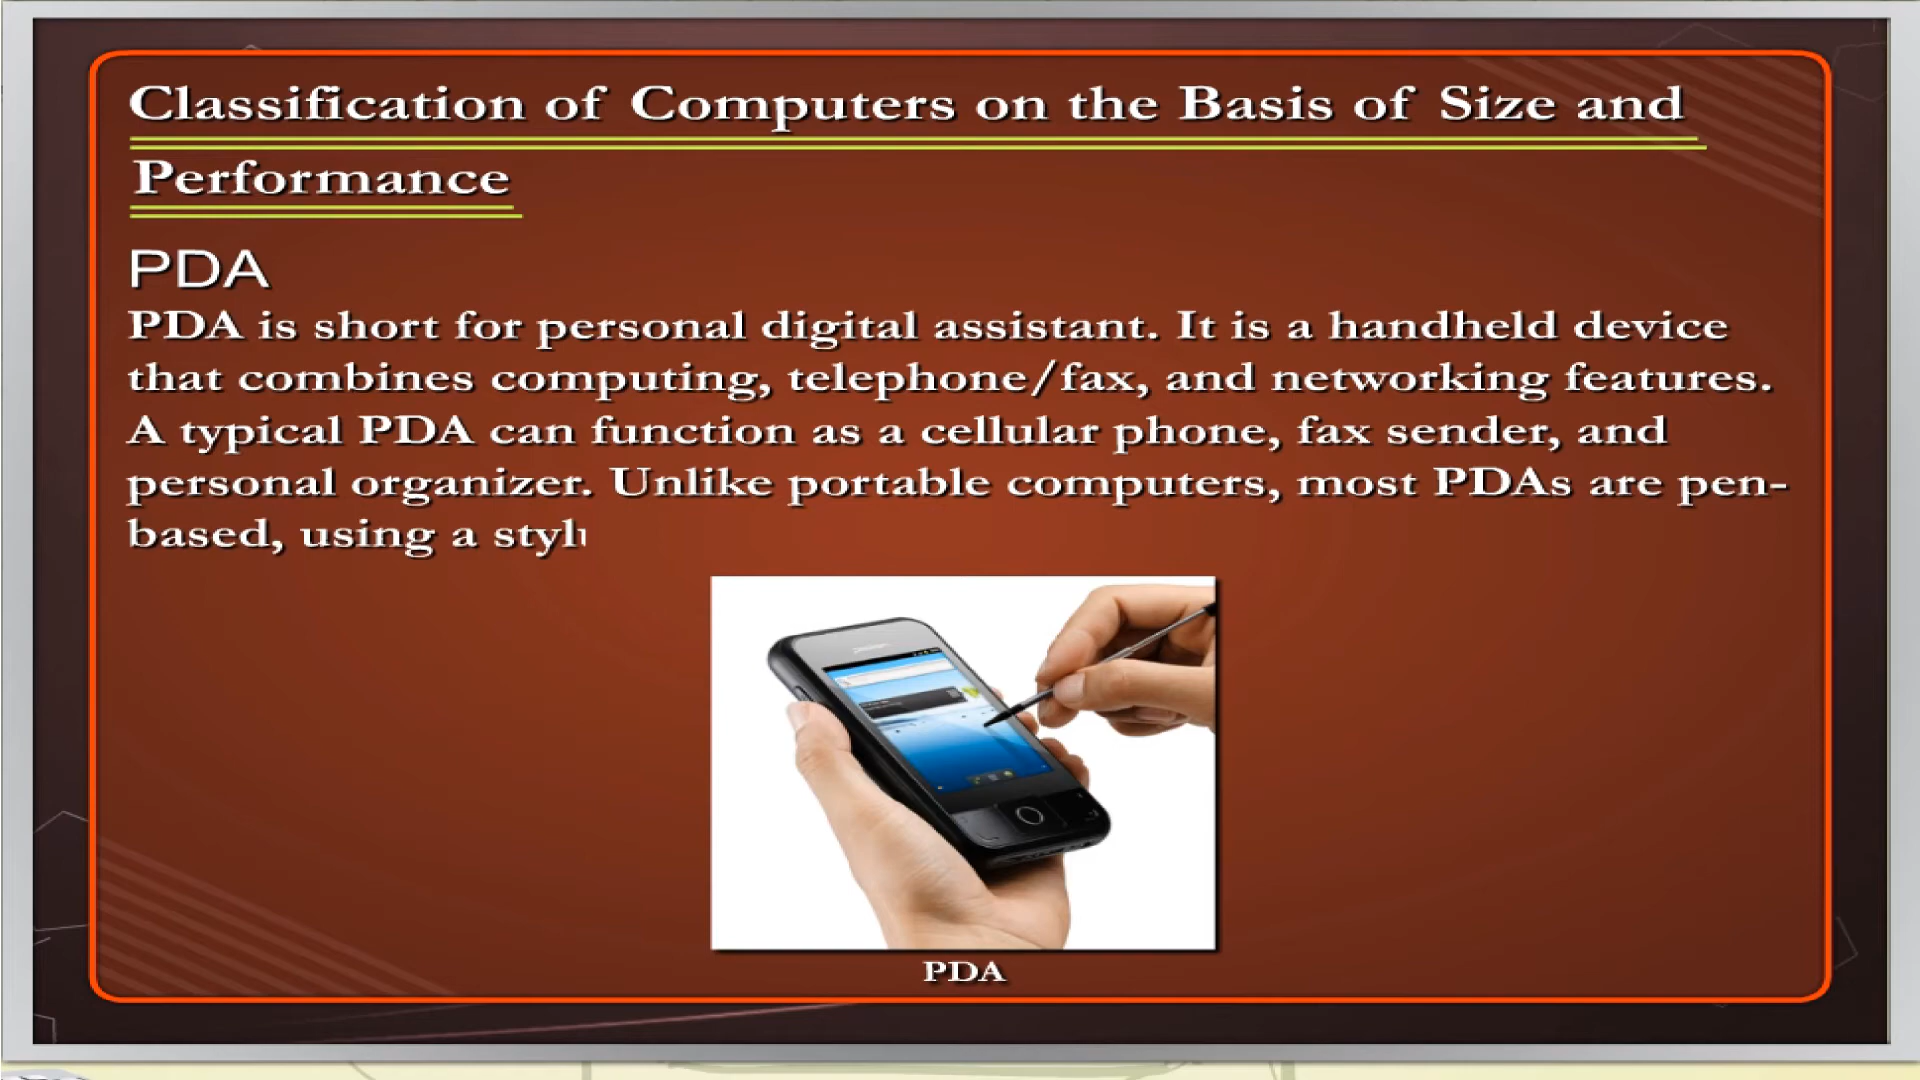 Classification of Computers on the Basis of Size and
Performance
PDA
PDA is short for personal digital assistant. It is a handheld device
that combines computing, telephone/fax, and networking features.
A typical PDA can function as a cellular phone, fax sender, and
personal organizer. Unlike portable computers, most PDAs are pen-
based, using a
PDA